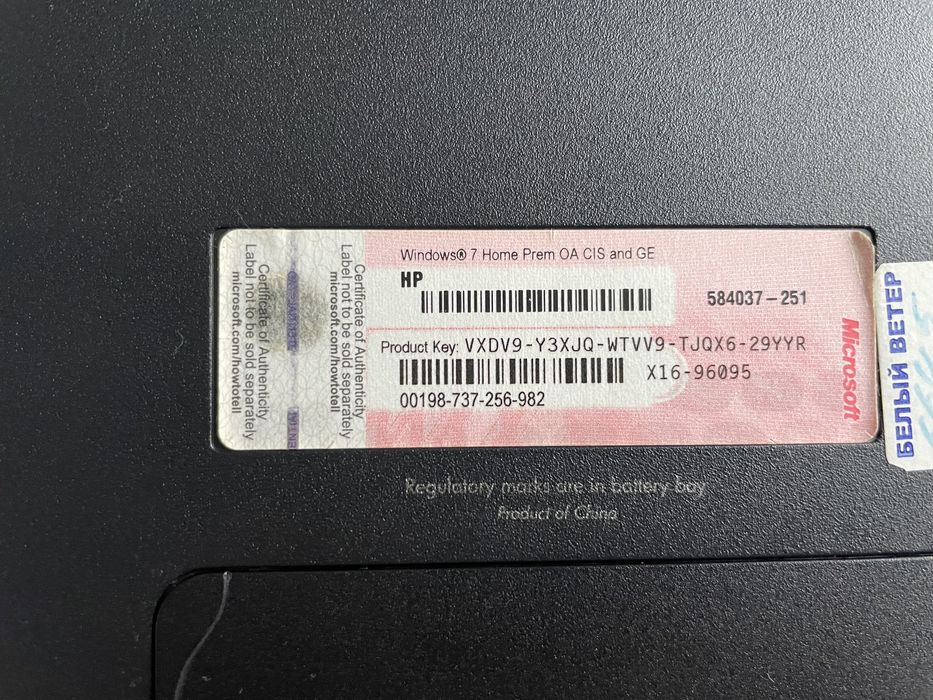 Windows® 7 Home Prem OA CIS and GE
HP
584037-251
Product Key: VXDV9-Y3XJQ-WTVV9-TJQX6-29YYR
X16-96095
00198-737-256-982
Microsoft
Certificate of Authenticity
Label not to be sold separately
microsoft.com/howtotell
Certificate of Authenticity
Label not to be sold separately
microsoft.com/howtotell
БЕЛЫЙ ВЕТЕР
Regulatory marks are in battery bay
Product of China